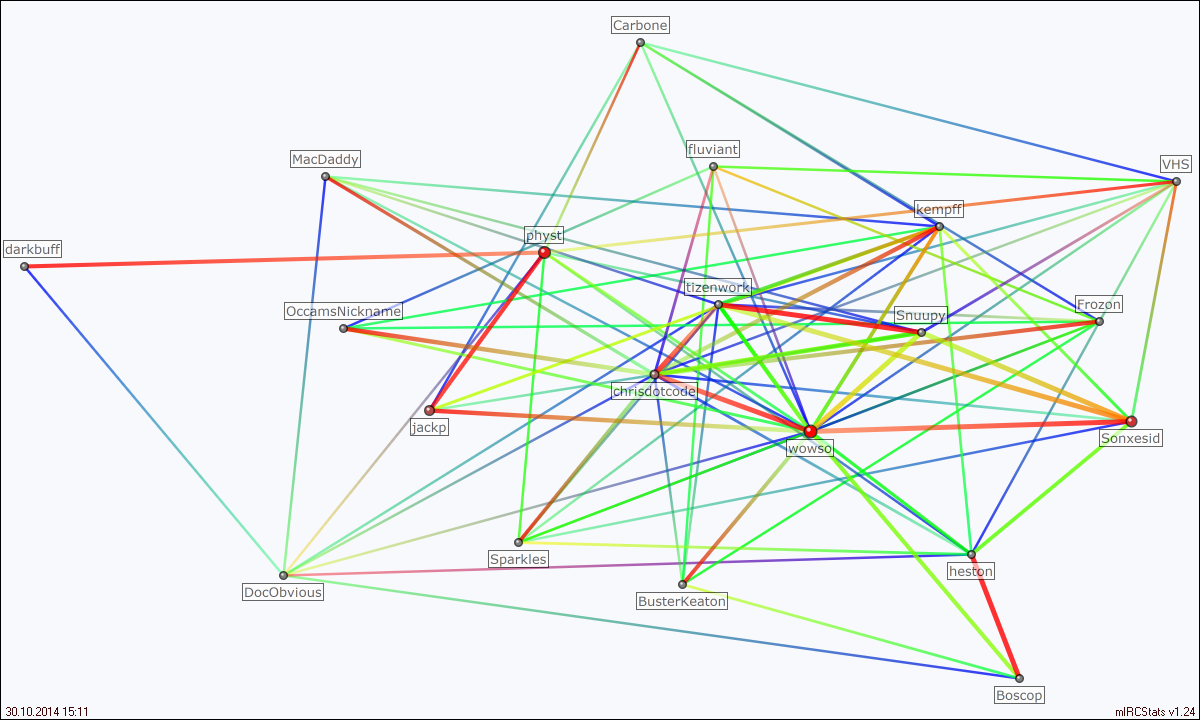 Carbone
fluviant
MacDaddy
VHS
kempff
physt
darkbuff
tizenwork
Frozon
OccamsNickname
Snuupy
chrisdotcode
jackp
Sonxesid
wowso
Sparkles
heston
DocObvious
BusterKeaton
Boscop
30.10.2014 15:11
mIRCStats v1.24